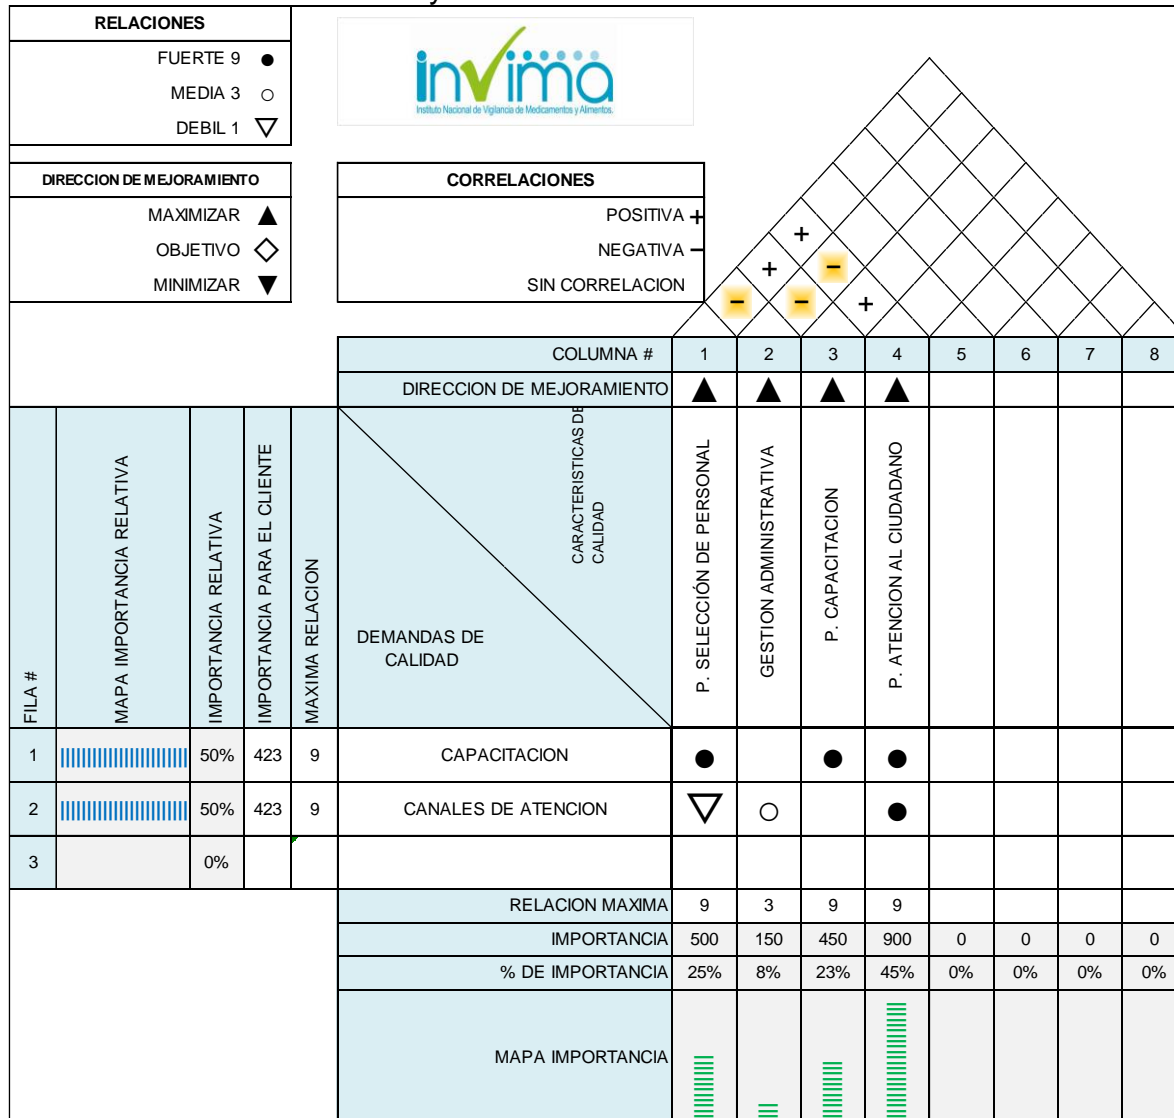 RELACIONES
FUERTE 9 ●
MEDIA 3 ○
DEBIL 1 ▽
invima
Instituto Nacional de Vigilancia de Medicamentos y Alimentos.
DIRECCION DE MEJORAMIENTO
MAXIMIZAR ▲
OBJETIVO ◇
MINIMIZAR ▼
CORRELACIONES
POSITIVA +
NEGATIVA −
SIN CORRELACION
+
+ −
− − +
COLUMNA # 1 2 3 4 5 6 7 8
DIRECCION DE MEJORAMIENTO ▲ ▲ ▲ ▲
FILA #
MAPA IMPORTANCIA RELATIVA
IMPORTANCIA RELATIVA
IMPORTANCIA PARA EL CLIENTE
MAXIMA RELACION
CARACTERISTICAS DE
CALIDAD
DEMANDAS DE
CALIDAD
P. SELECCIÓN DE PERSONAL
GESTION ADMINISTRATIVA
P. CAPACITACION
P. ATENCION AL CIUDADANO
1 50% 423 9 CAPACITACION ● ● ●
2 50% 423 9 CANALES DE ATENCION ▽ ○ ●
3 0%
RELACION MAXIMA 9 3 9 9
IMPORTANCIA 500 150 450 900 0 0 0 0
% DE IMPORTANCIA 25% 8% 23% 45% 0% 0% 0% 0%
MAPA IMPORTANCIA